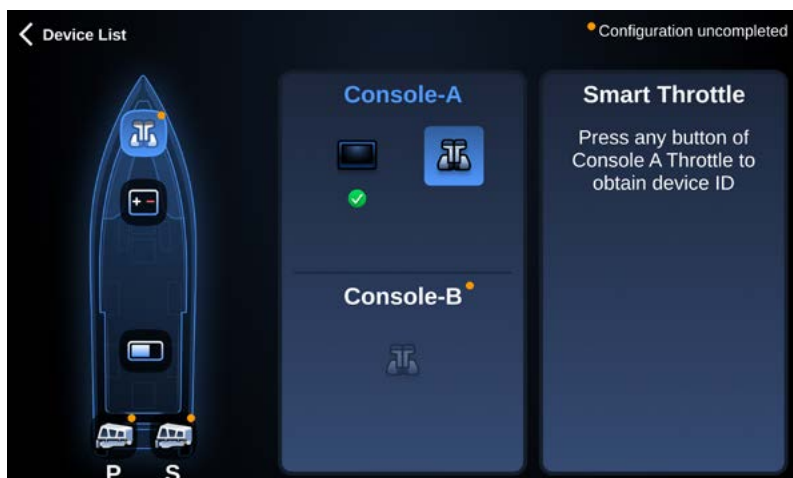 Device List
Configuration uncompleted
Console-A
Smart Throttle
Press any button of
Console A Throttle to
obtain device ID
Console-B
P S